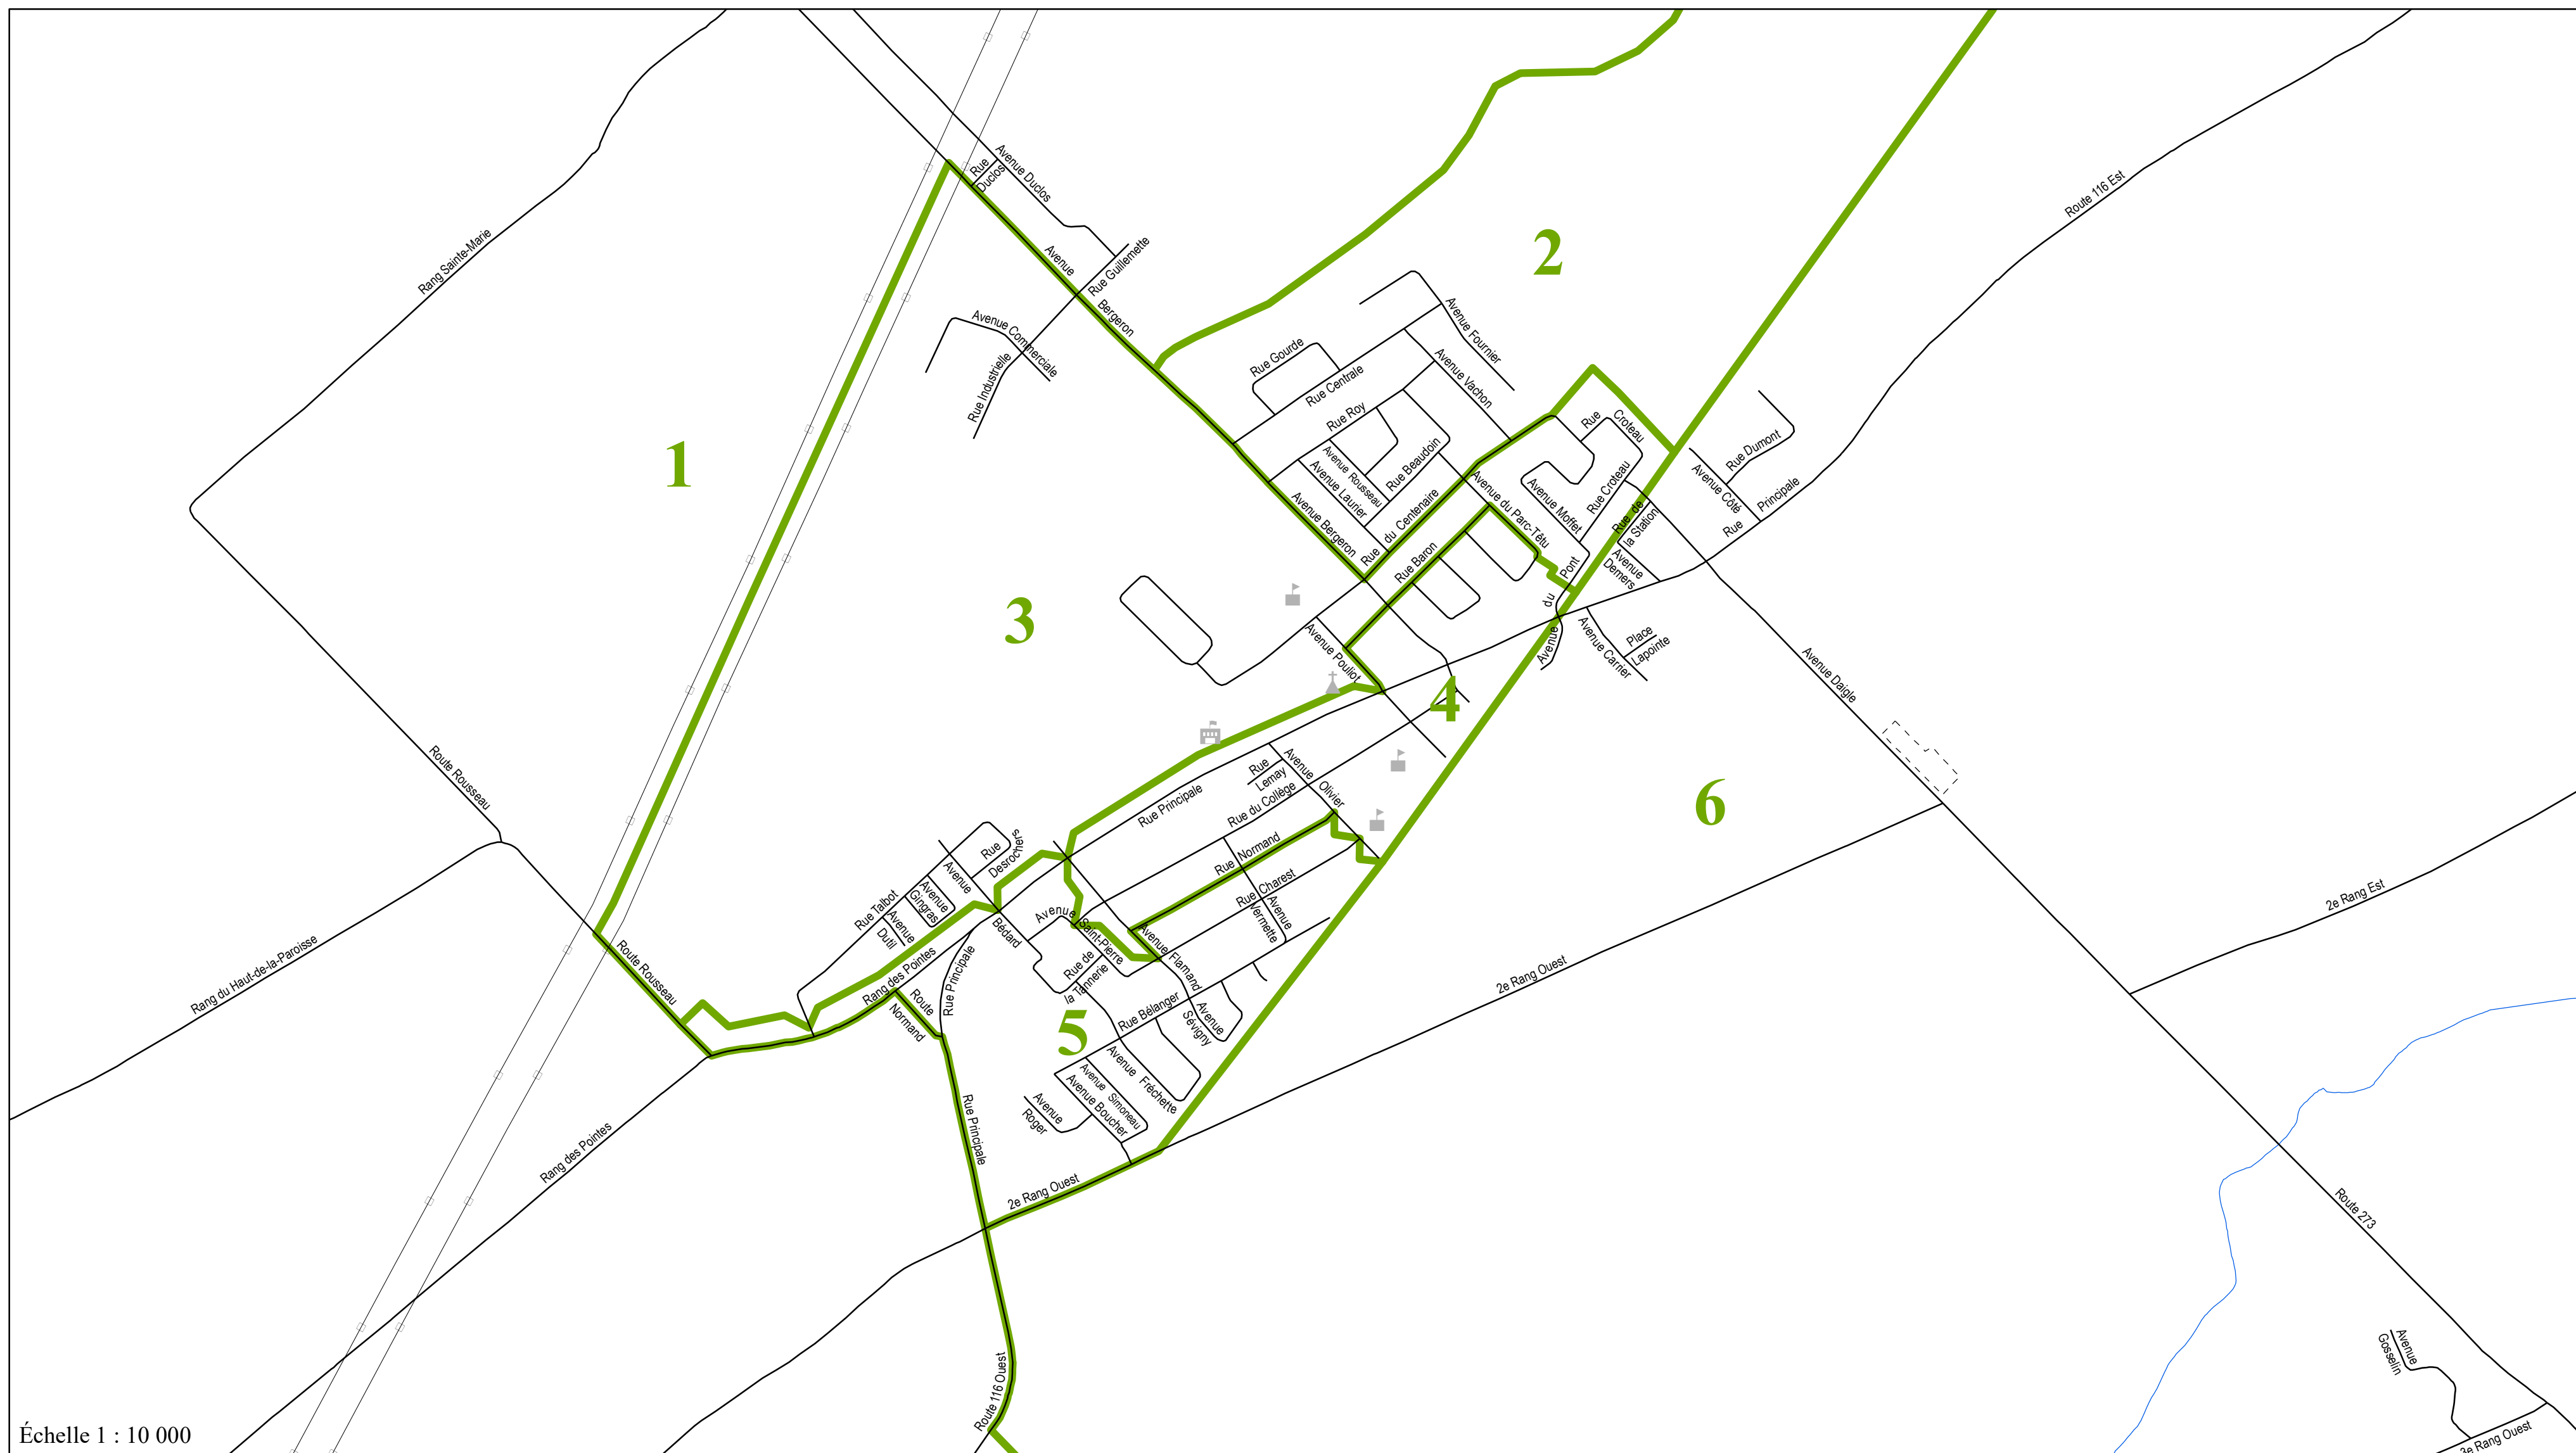 Rue
Duclos
Avenue Duclos
Route 116 Est
Rang Sainte-Marie
Avenue
Bergeron
Rue Guillemette
2
Avenue Commerciale
Rue Industrielle
Avenue Fournier
Rue Gourde
Rue Centrale
Avenue Vachon
Rue Roy
Rue
Croteau
Rue Dumont
1
Avenue Rousseau
Avenue Laurier
Rue Beaudoin
Avenue Bergeron
Rue du Centenaire
Avenue du Parc-Têtu
Avenue Moffet
Rue Croteau
Avenue Côté
Rue Principale
Rue de
la Station
Avenue
Demers
Rue Baron
Avenue du Pont
3
Avenue Pouliot
Avenue Carrier
Place
Lapointe
Avenue Daigle
4
Route Rousseau
Rue
Lemay
Avenue Olivier
Rue Principale
Rue du Collège
6
Rue
Desrochers
Avenue
Bédard
Rue Normand
Rue Charest
Avenue
Vermette
Rue Talbot
Avenue
Gingras
Avenue
Dutil
Avenue Saint-Pierre
Avenue Flamand
2e Rang Est
Rang du Haut-de-la-Paroisse
Route Rousseau
Rang des Pointes
Rue Principale
Rue de
la Tannerie
2e Rang Ouest
Route
Normand
5
Rue Bélanger
Avenue
Sévigny
Avenue Fréchette
Avenue Simoneau
Avenue Boucher
Avenue
Roger
Rue Principale
Rang des Pointes
2e Rang Ouest
Route 273
Route 116 Ouest
Avenue
Gosselin
Échelle 1 : 10 000
3e Rang Ouest